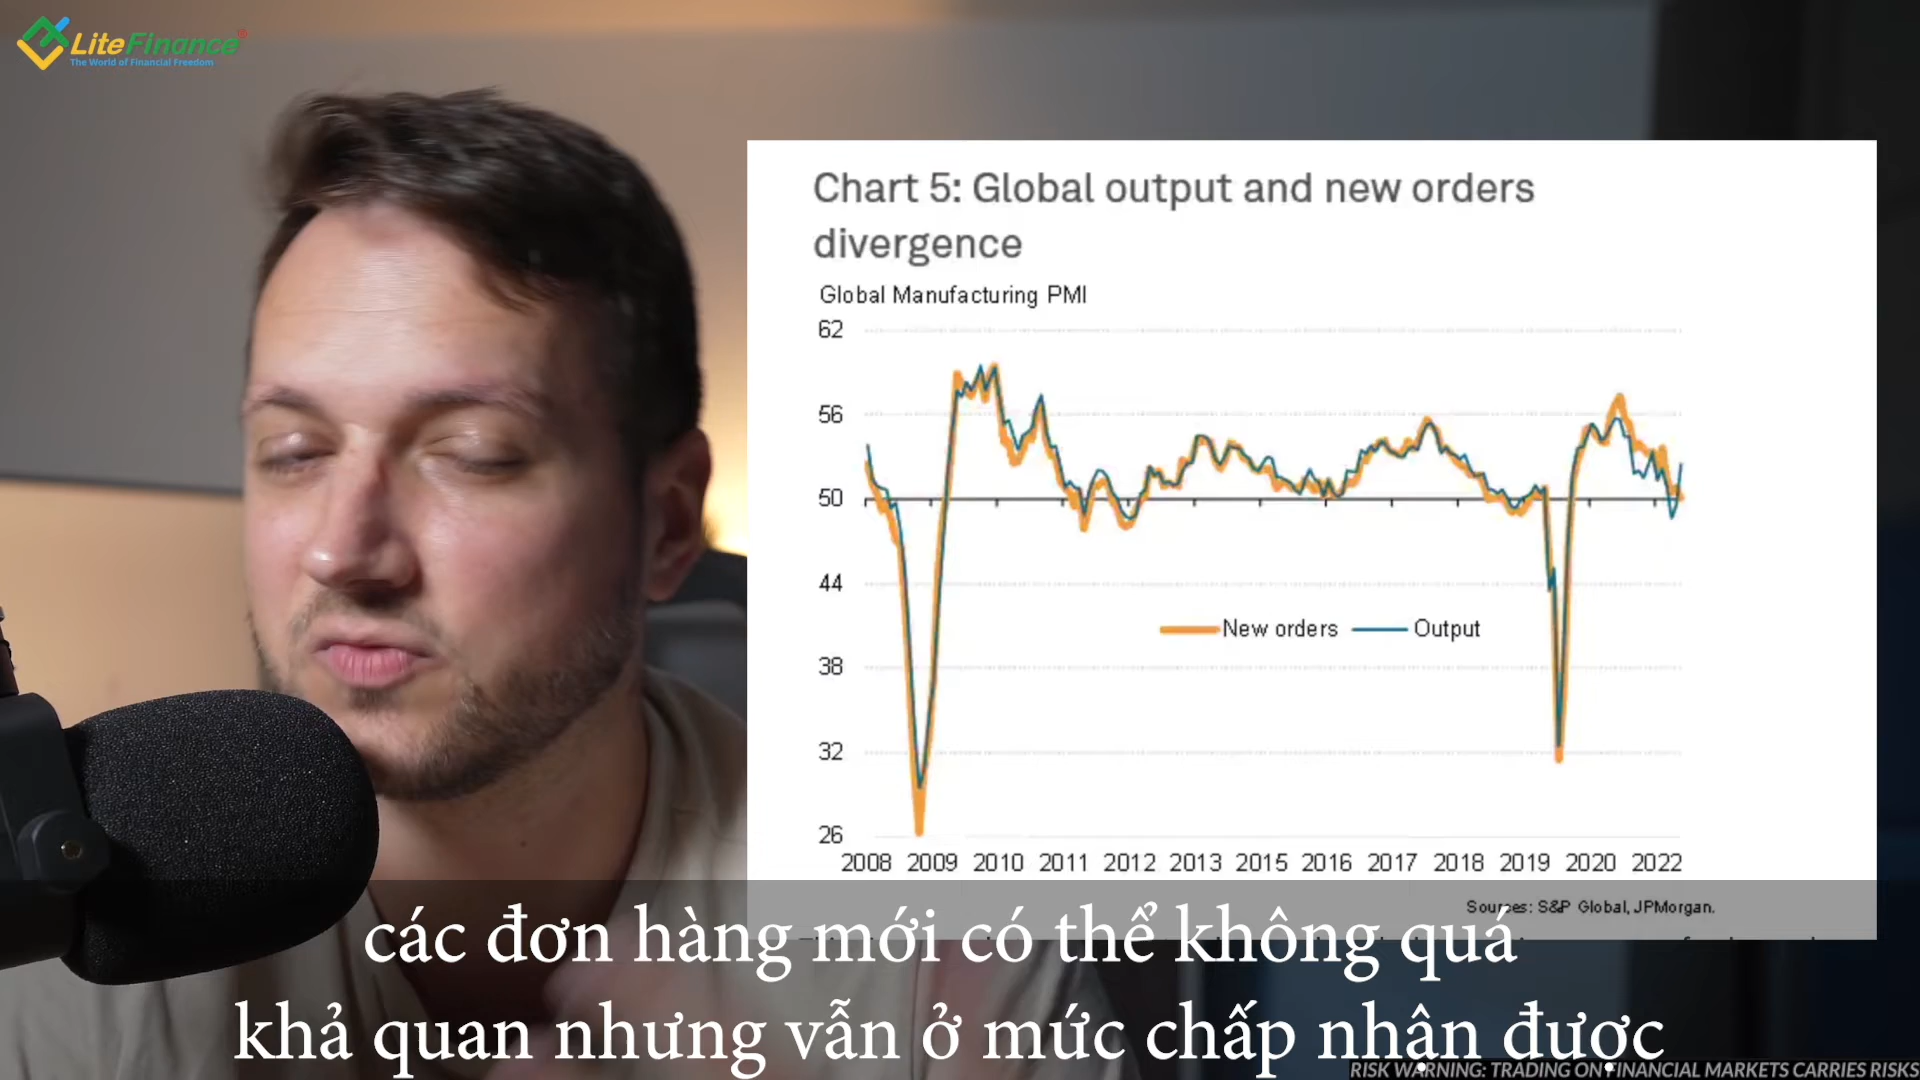 LiteFinance®
The World of Financial Freedom
Chart 5: Global output and new orders
divergence
Global Manufacturing PMI
62
56
50
44
38
32
26
New orders
Output
2008 2009 2010 2011 2012 2013 2015 2016 2017 2018 2019 2020 2022
Sources: S&P Global, JPMorgan.
các đơn hàng mới có thể không quá
khả quan nhưng vẫn ở mức chấp nhận được
RISK WARNING: TRADING ON FINANCIAL MARKETS CARRIES RISKS